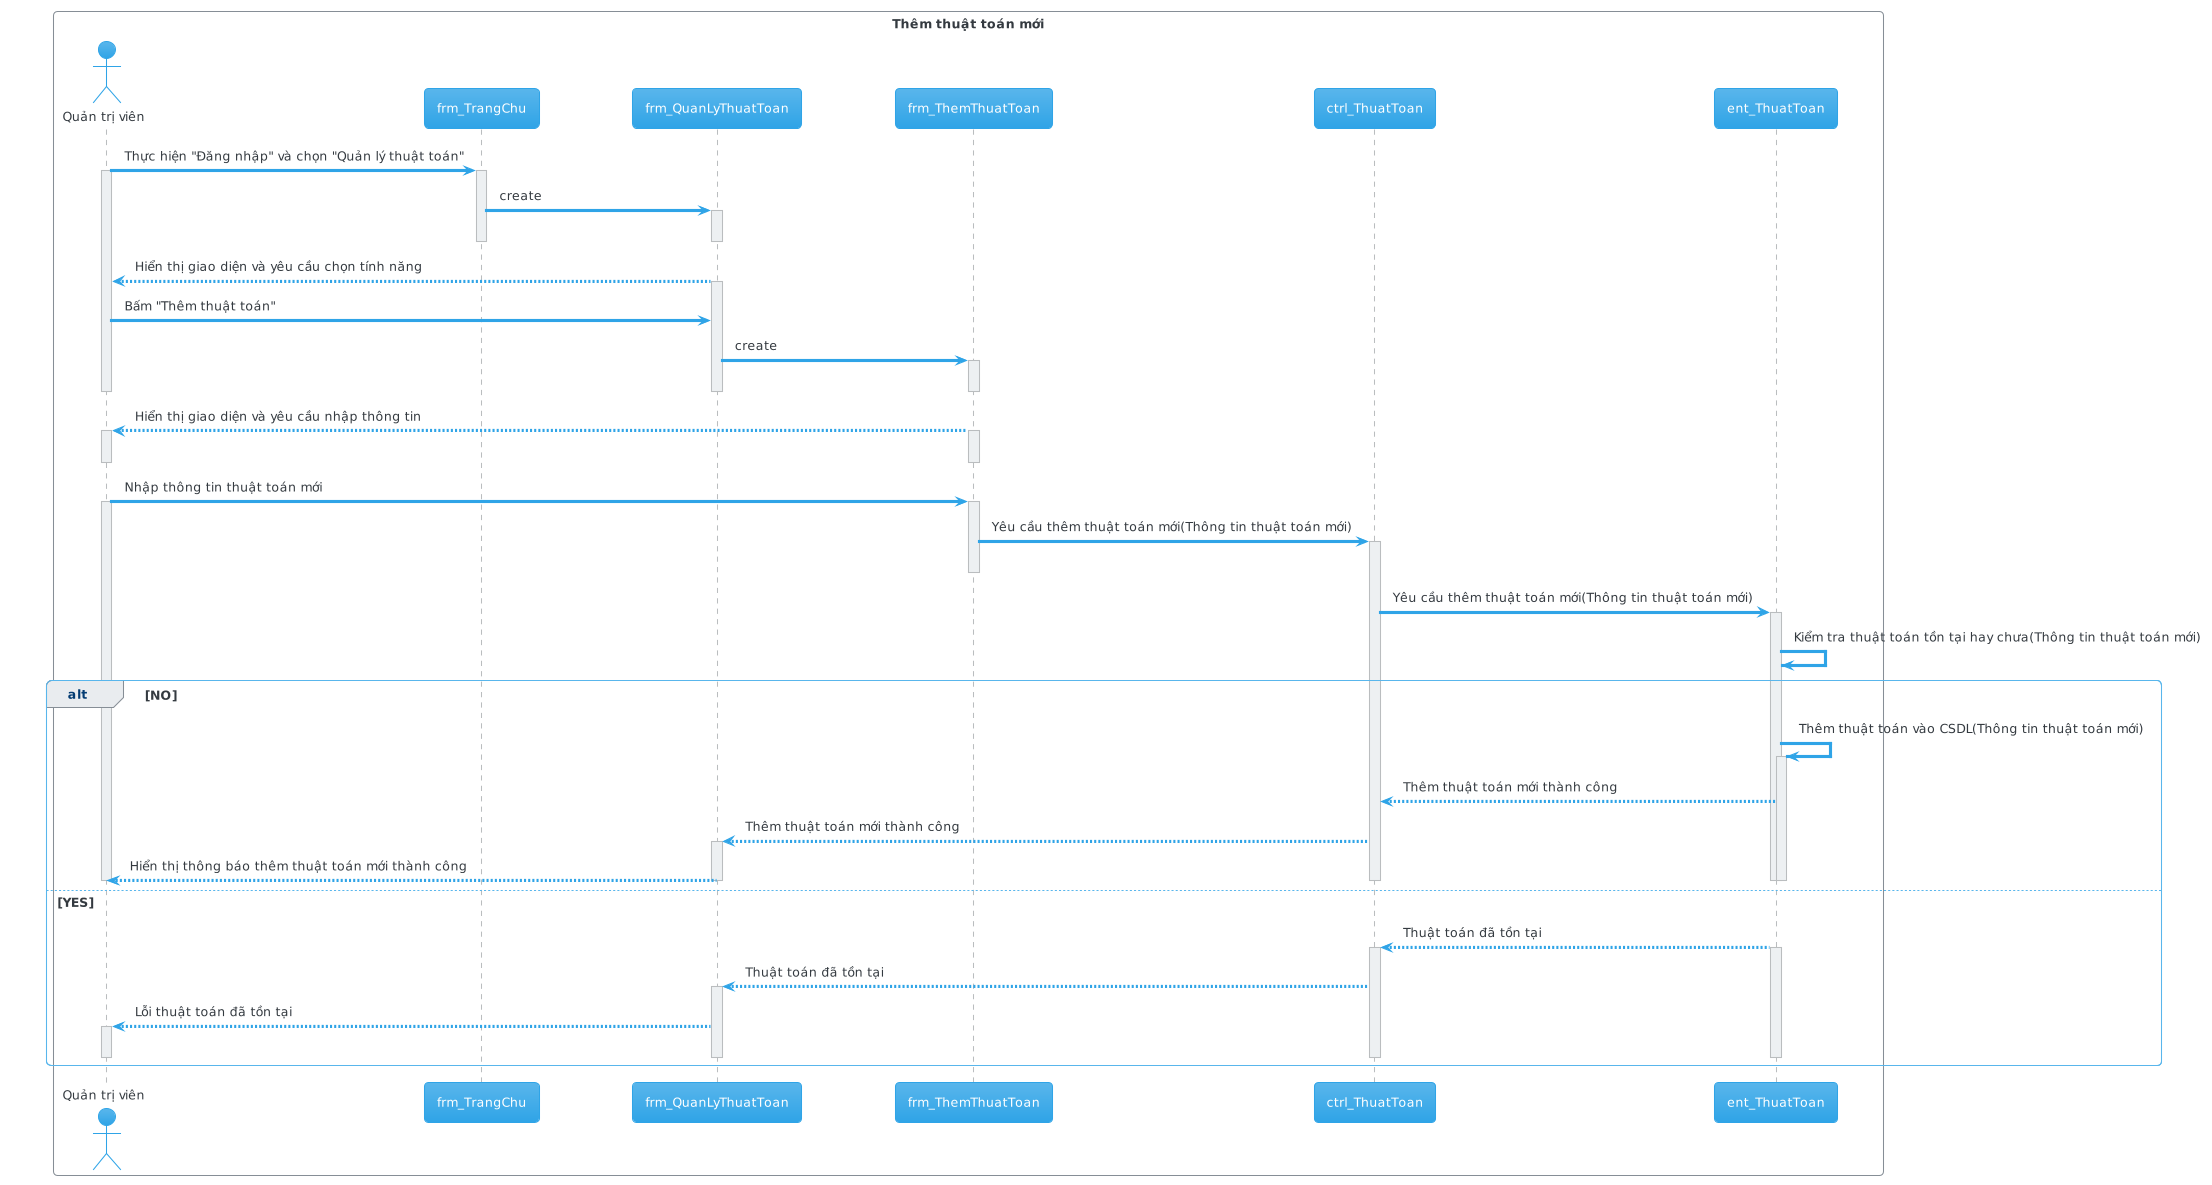 Thêm thuật toán mới
Quản trị viên
frm_TrangChu
frm_QuanLyThuatToan
frm_ThemThuatToan
ctrl_ThuatToan
ent_ThuatToan
Thực hiện "Đăng nhập" và chọn "Quản lý thuật toán"
create
Hiển thị giao diện và yêu cầu chọn tính năng
Bấm "Thêm thuật toán"
create
Hiển thị giao diện và yêu cầu nhập thông tin
Nhập thông tin thuật toán mới
Yêu cầu thêm thuật toán mới(Thông tin thuật toán mới)
Yêu cầu thêm thuật toán mới(Thông tin thuật toán mới)
Kiểm tra thuật toán tồn tại hay chưa(Thông tin thuật toán mới)
alt
[NO]
Thêm thuật toán vào CSDL(Thông tin thuật toán mới)
Thêm thuật toán mới thành công
Thêm thuật toán mới thành công
Hiển thị thông báo thêm thuật toán mới thành công
[YES]
Thuật toán đã tồn tại
Thuật toán đã tồn tại
Lỗi thuật toán đã tồn tại
Quản trị viên
frm_TrangChu
frm_QuanLyThuatToan
frm_ThemThuatToan
ctrl_ThuatToan
ent_ThuatToan